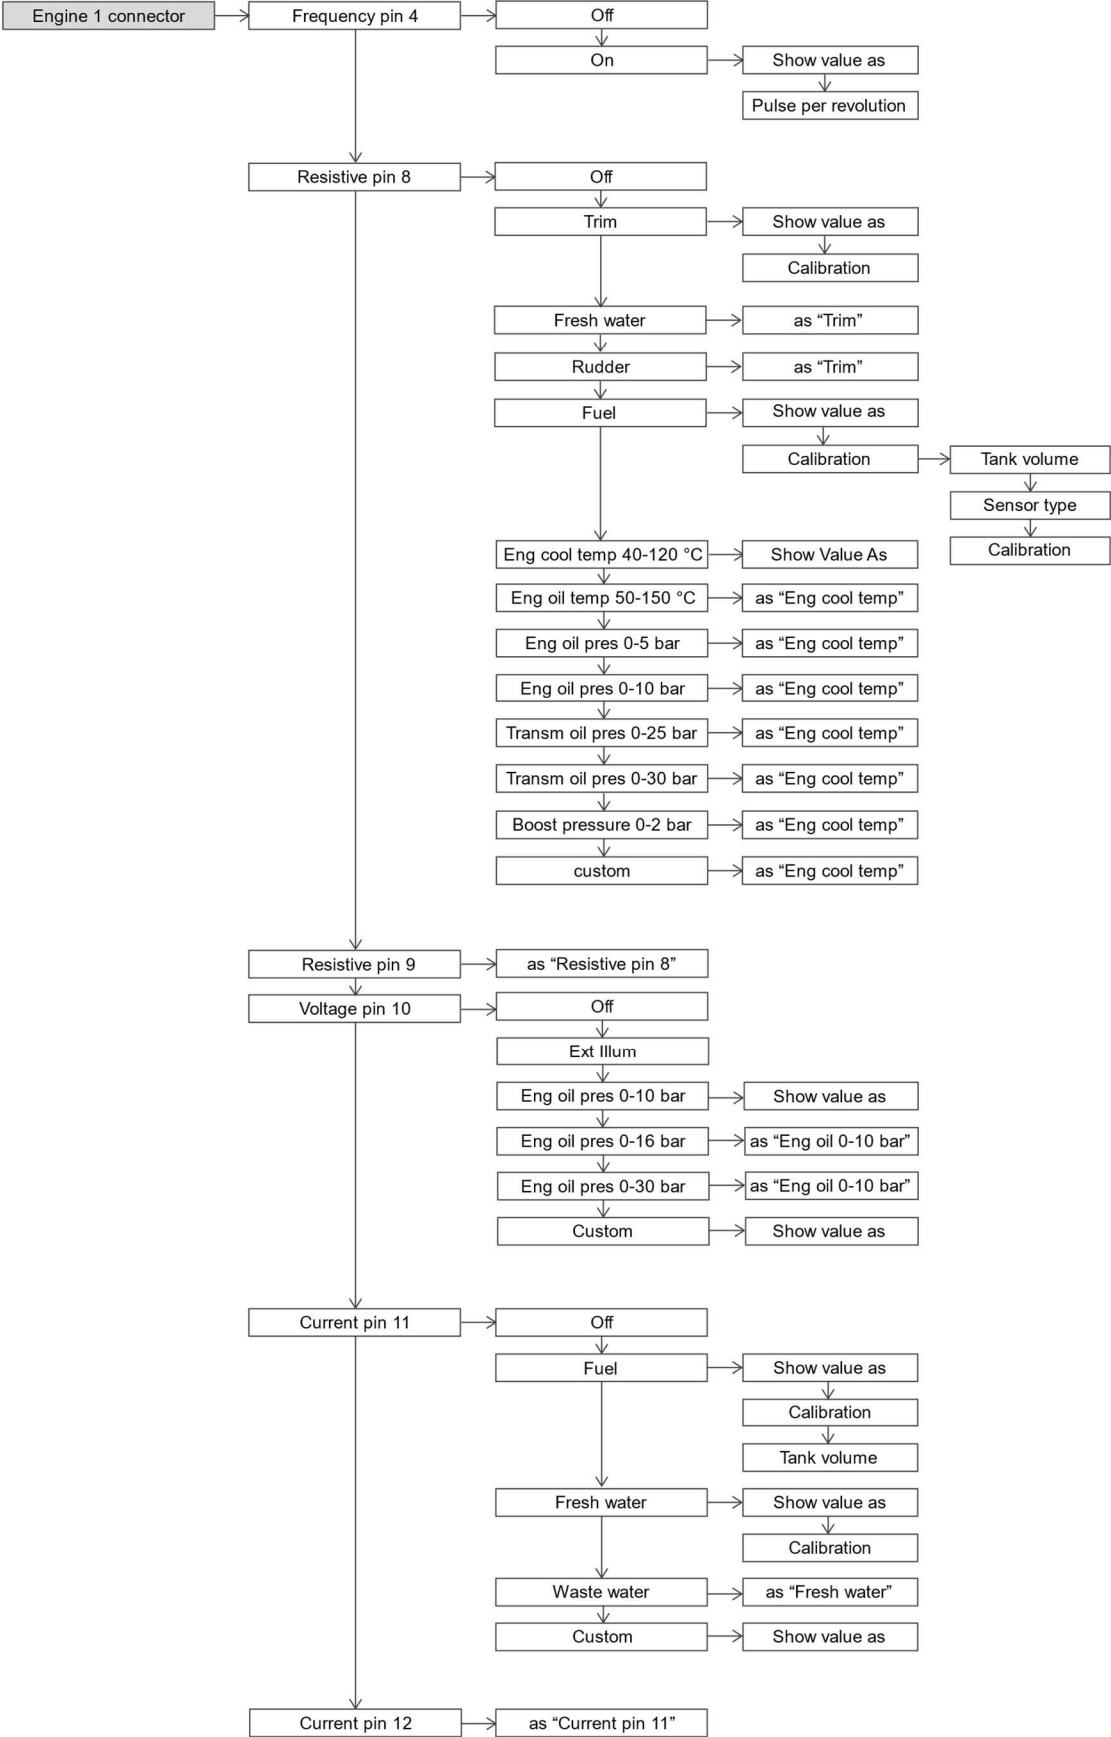 Engine 1 connector
Frequency pin 4
Off
On
Show value as
Pulse per revolution
Resistive pin 8
Off
Trim
Show value as
Calibration
Fresh water
as “Trim”
Rudder
as “Trim”
Fuel
Show value as
Calibration
Tank volume
Sensor type
Calibration
Eng cool temp 40-120 °C
Show Value As
Eng oil temp 50-150 °C
as “Eng cool temp”
Eng oil pres 0-5 bar
as “Eng cool temp”
Eng oil pres 0-10 bar
as “Eng cool temp”
Transm oil pres 0-25 bar
as “Eng cool temp”
Transm oil pres 0-30 bar
as “Eng cool temp”
Boost pressure 0-2 bar
as “Eng cool temp”
custom
as “Eng cool temp”
Resistive pin 9
as “Resistive pin 8”
Voltage pin 10
Off
Ext Illum
Eng oil pres 0-10 bar
Show value as
Eng oil pres 0-16 bar
as “Eng oil 0-10 bar”
Eng oil pres 0-30 bar
as “Eng oil 0-10 bar”
Custom
Show value as
Current pin 11
Off
Fuel
Show value as
Calibration
Tank volume
Fresh water
Show value as
Calibration
Waste water
as “Fresh water”
Custom
Show value as
Current pin 12
as “Current pin 11”